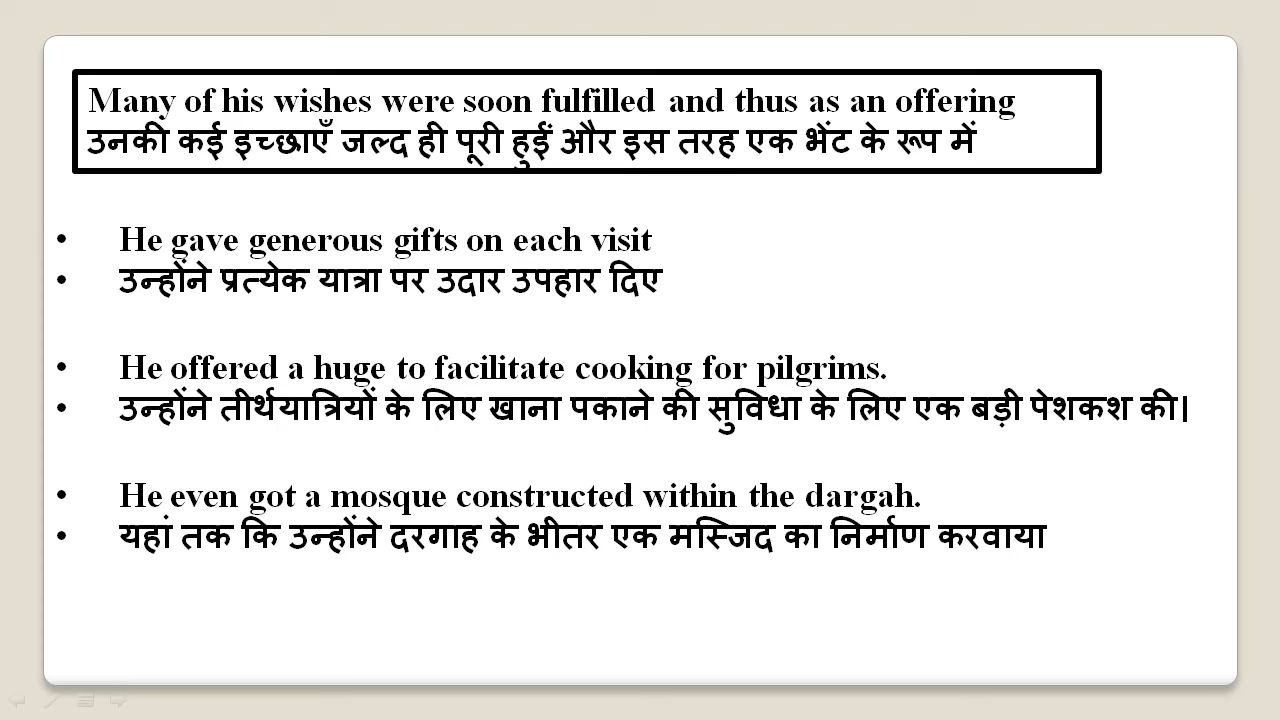 Many of his wishes were soon fulfilled and thus as an offering
उनकी कई इच्छाएँ जल्द ही पूरी हुईं और इस तरह एक भेंट के रूप में
• He gave generous gifts on each visit
• उन्होंने प्रत्येक यात्रा पर उदार उपहार दिए
• He offered a huge to facilitate cooking for pilgrims.
• उन्होंने तीर्थयात्रियों के लिए खाना पकाने की सुविधा के लिए एक बड़ी पेशकश की।
• He even got a mosque constructed within the dargah.
• यहां तक कि उन्होंने दरगाह के भीतर एक मस्जिद का निर्माण करवाया